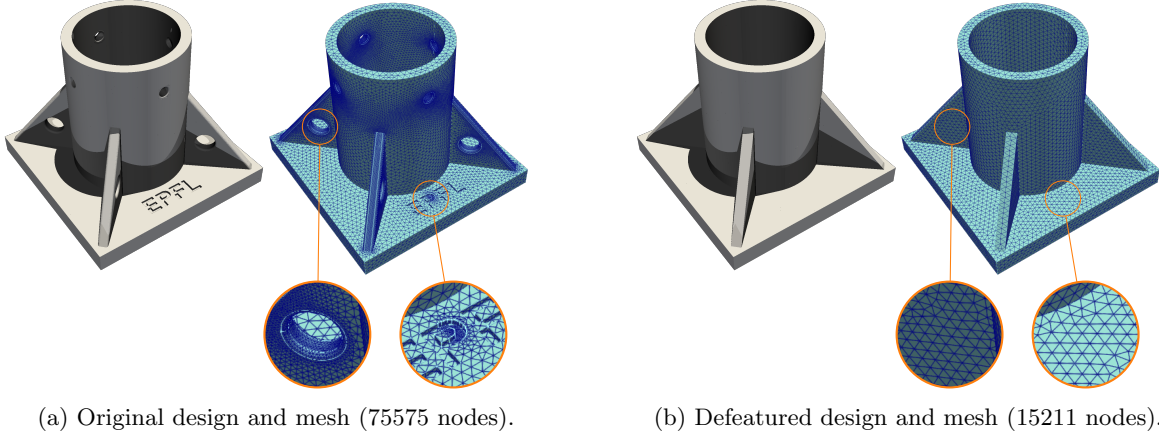 EPFL
(a) Original design and mesh (75575 nodes).
(b) Defeatured design and mesh (15211 nodes).